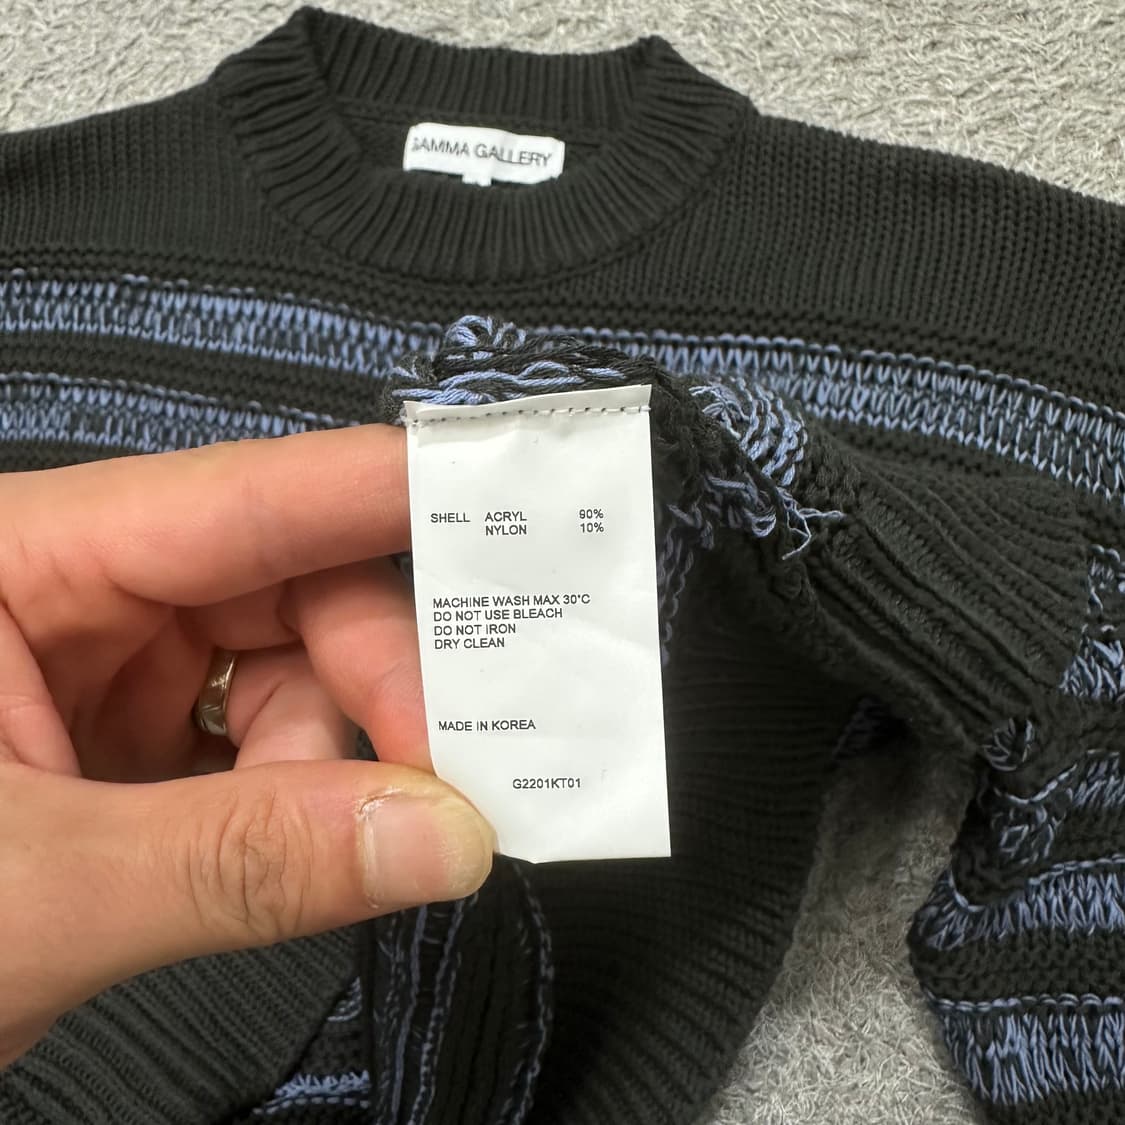 GAMMA GALLERY
SHELL ACRYL 90%
NYLON 10%
MACHINE WASH MAX 30°C
DO NOT USE BLEACH
DO NOT IRON
DRY CLEAN
MADE IN KOREA
G2201KT01